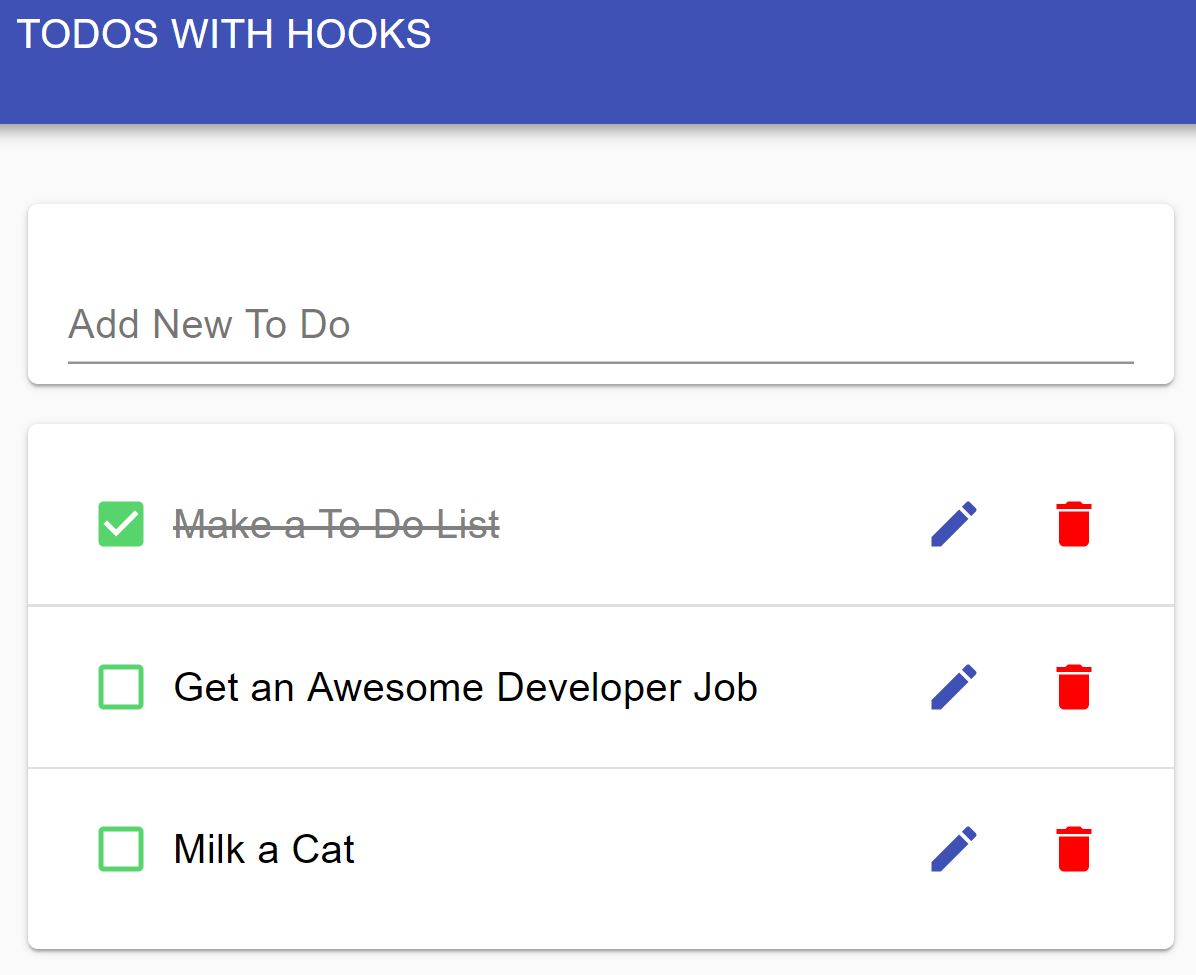 TODOS WITH HOOKS
Add New To Do
Make a To Do List
Get an Awesome Developer Job
Milk a Cat